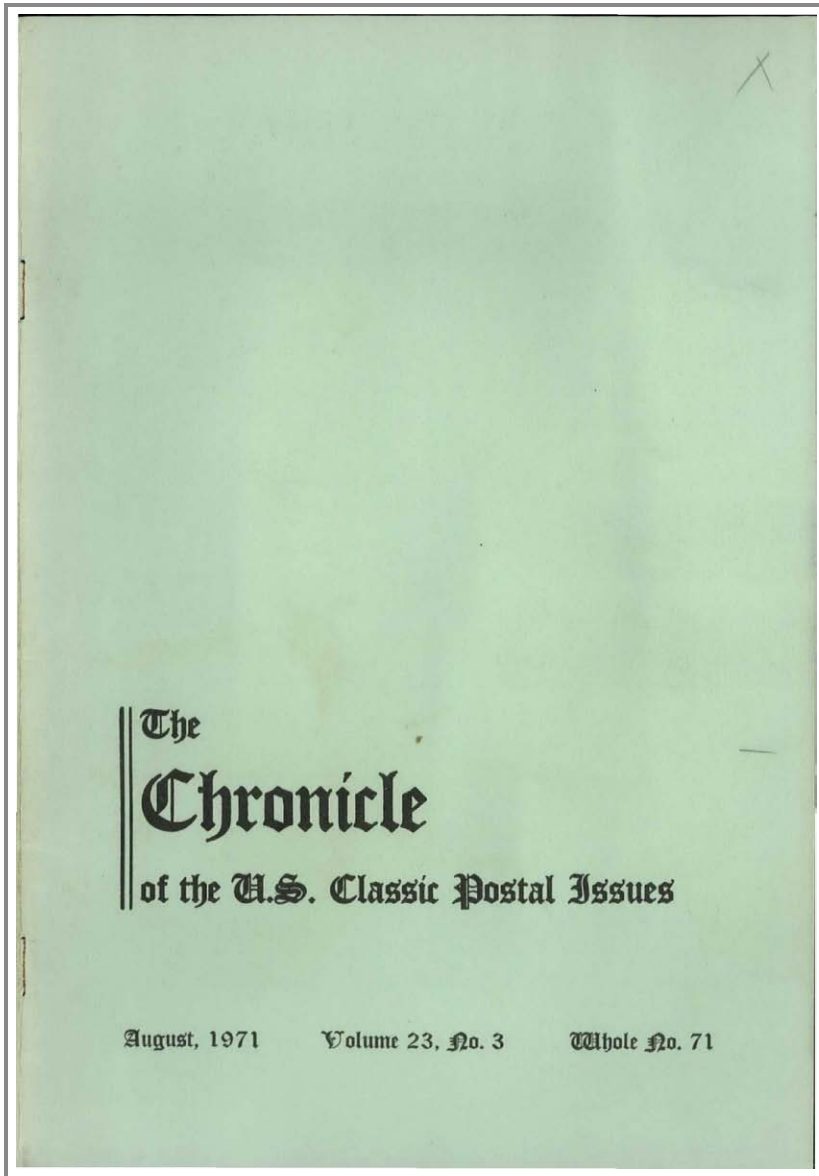 The
Chronicle
of the U.S. Classic Postal Issues
August, 1971 Volume 23, No. 3 Whole No. 71